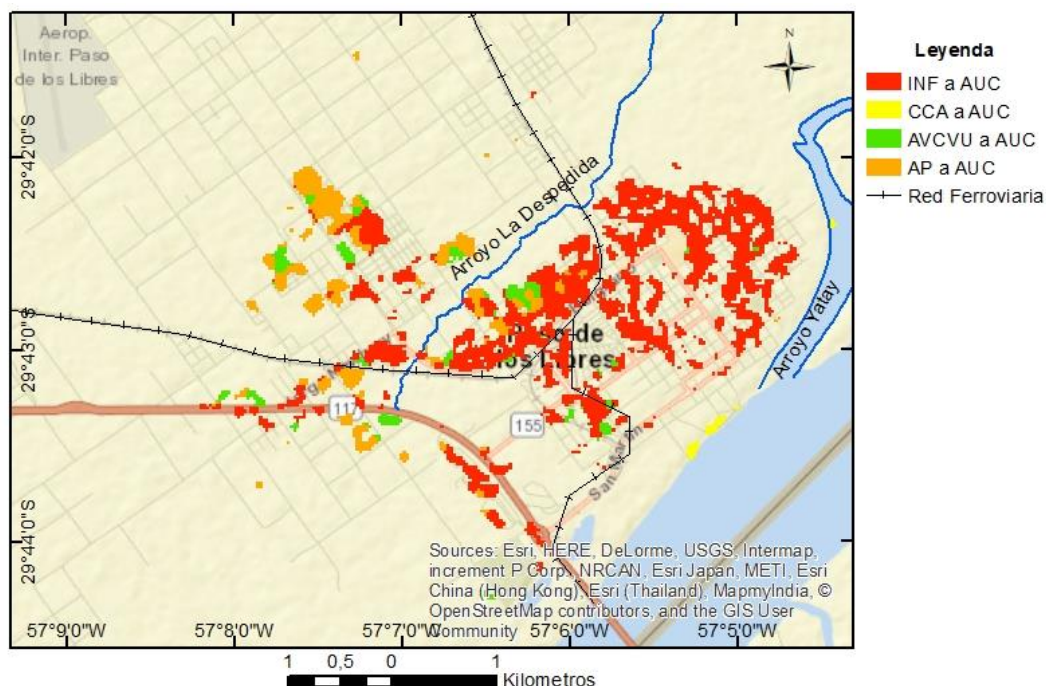 Aerop.
Inter. Paso
de los Libres
N
Leyenda
INF a AUC
CCA a AUC
AVCVU a AUC
AP a AUC
Red Ferroviaria
29°42'0"S
29°43'0"S
29°44'0"S
Arroyo La Despedida
Arroyo Yatay
Paso de
los Libres
117
155
San Martín
Sources: Esri, HERE, DeLorme, USGS, Intermap,
increment P Corp., NRCAN, Esri Japan, METI, Esri
China (Hong Kong), Esri (Thailand), MapmyIndia, ©
OpenStreetMap contributors, and the GIS User
Community
57°9'0"W
57°8'0"W
57°7'0"W
57°6'0"W
57°5'0"W
1 0,5 0 1
Kilometros